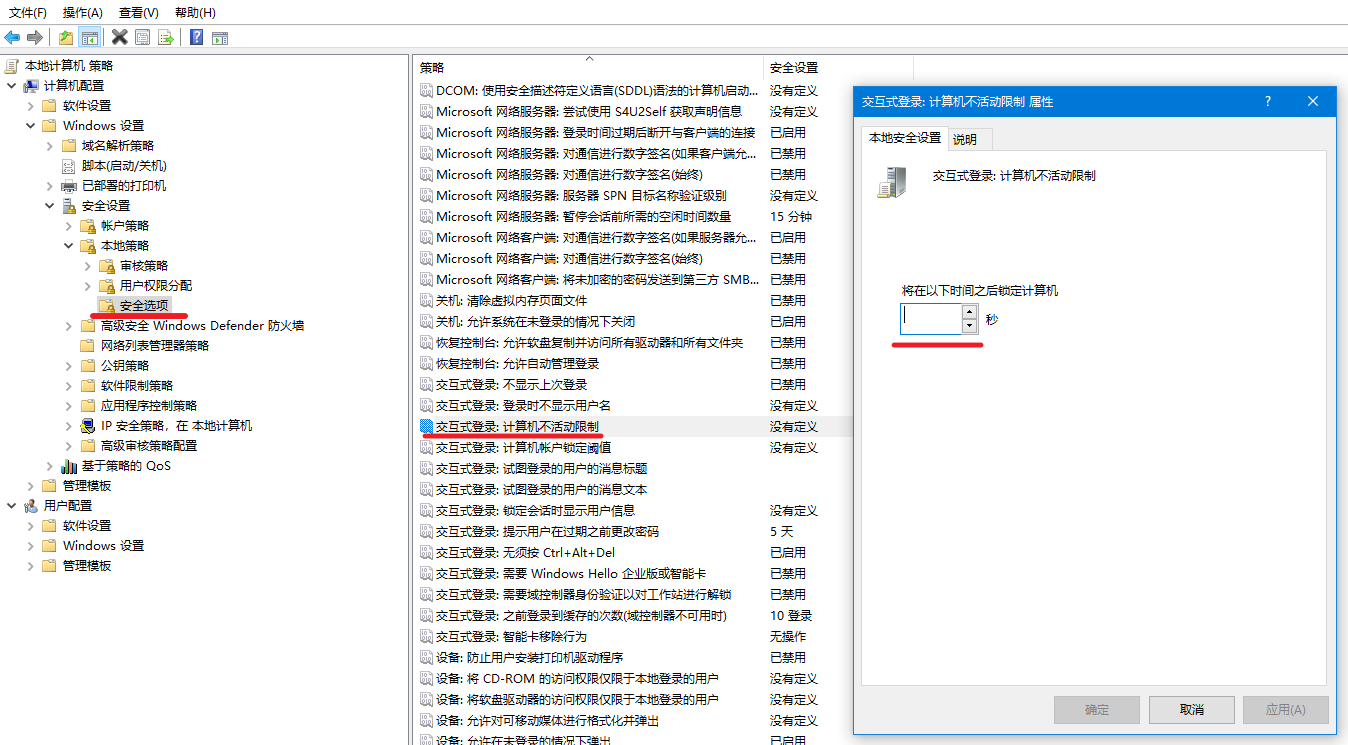 文件(F) 操作(A) 查看(V) 帮助(H)
本地计算机 策略
计算机配置
软件设置
Windows 设置
域名解析策略
脚本(启动/关机)
已部署的打印机
安全设置
帐户策略
本地策略
审核策略
用户权限分配
安全选项
高级安全 Windows Defender 防火墙
网络列表管理器策略
公钥策略
软件限制策略
应用程序控制策略
IP 安全策略，在 本地计算机
高级审核策略配置
基于策略的 QoS
管理模板
用户配置
软件设置
Windows 设置
管理模板
策略 安全设置
DCOM: 使用安全描述符定义语言(SDDL)语法的计算机启动... 没有定义
Microsoft 网络服务器: 尝试使用 S4U2Self 获取声明信息 没有定义
Microsoft 网络服务器: 登录时间过期后断开与客户端的连接 已启用
Microsoft 网络服务器: 对通信进行数字签名(如果客户端允... 已禁用
Microsoft 网络服务器: 对通信进行数字签名(始终) 已禁用
Microsoft 网络服务器: 服务器 SPN 目标名称验证级别 没有定义
Microsoft 网络服务器: 暂停会话前所需的空闲时间数量 15 分钟
Microsoft 网络客户端: 对通信进行数字签名(如果服务器允... 已启用
Microsoft 网络客户端: 对通信进行数字签名(始终) 已禁用
Microsoft 网络客户端: 将未加密的密码发送到第三方 SMB... 已禁用
关机: 清除虚拟内存页面文件 已禁用
关机: 允许系统在未登录的情况下关闭 已启用
恢复控制台: 允许软盘复制并访问所有驱动器和所有文件夹 已禁用
恢复控制台: 允许自动管理登录 已禁用
交互式登录: 不显示上次登录 已禁用
交互式登录: 登录时不显示用户名 没有定义
交互式登录: 计算机不活动限制 没有定义
交互式登录: 计算机帐户锁定阈值 没有定义
交互式登录: 试图登录的用户的消息标题
交互式登录: 试图登录的用户的消息文本
交互式登录: 锁定会话时显示用户信息 没有定义
交互式登录: 提示用户在过期之前更改密码 5 天
交互式登录: 无须按 Ctrl+Alt+Del 已启用
交互式登录: 需要 Windows Hello 企业版或智能卡 已禁用
交互式登录: 需要域控制器身份验证以对工作站进行解锁 已禁用
交互式登录: 之前登录到缓存的次数(域控制器不可用时) 10 登录
交互式登录: 智能卡移除行为 无操作
设备: 防止用户安装打印机驱动程序 已禁用
设备: 将 CD-ROM 的访问权限仅限于本地登录的用户 没有定义
设备: 将软盘驱动器的访问权限仅限于本地登录的用户 没有定义
设备: 允许对可移动媒体进行格式化并弹出 没有定义
设备: 允许在未登录的情况下弹出 已启用
交互式登录: 计算机不活动限制 属性
本地安全设置 说明
交互式登录: 计算机不活动限制
将在以下时间之后锁定计算机
秒
确定 取消 应用(A)